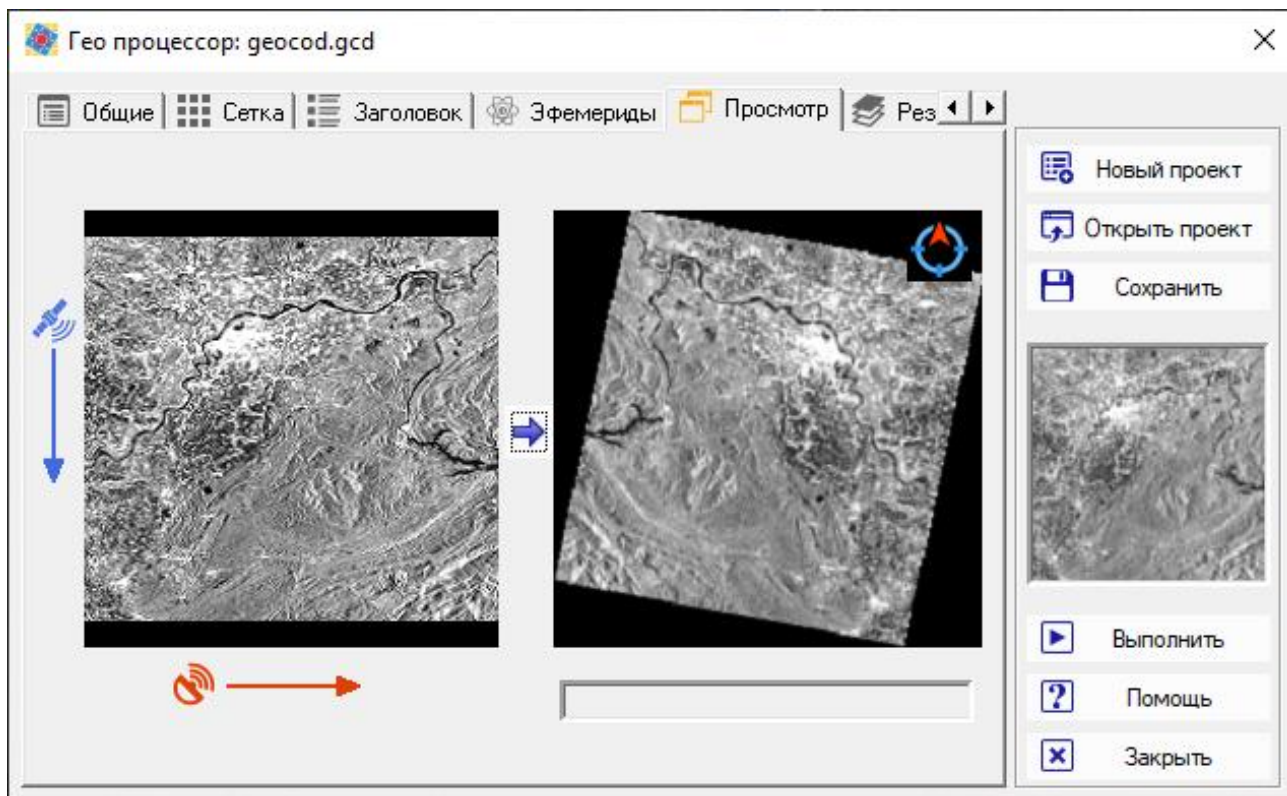 Гео процессор: geocod.gcd
Общие
Сетка
Заголовок
Эфемериды
Просмотр
Рез
Новый проект
Открыть проект
Сохранить
Выполнить
Помощь
Закрыть